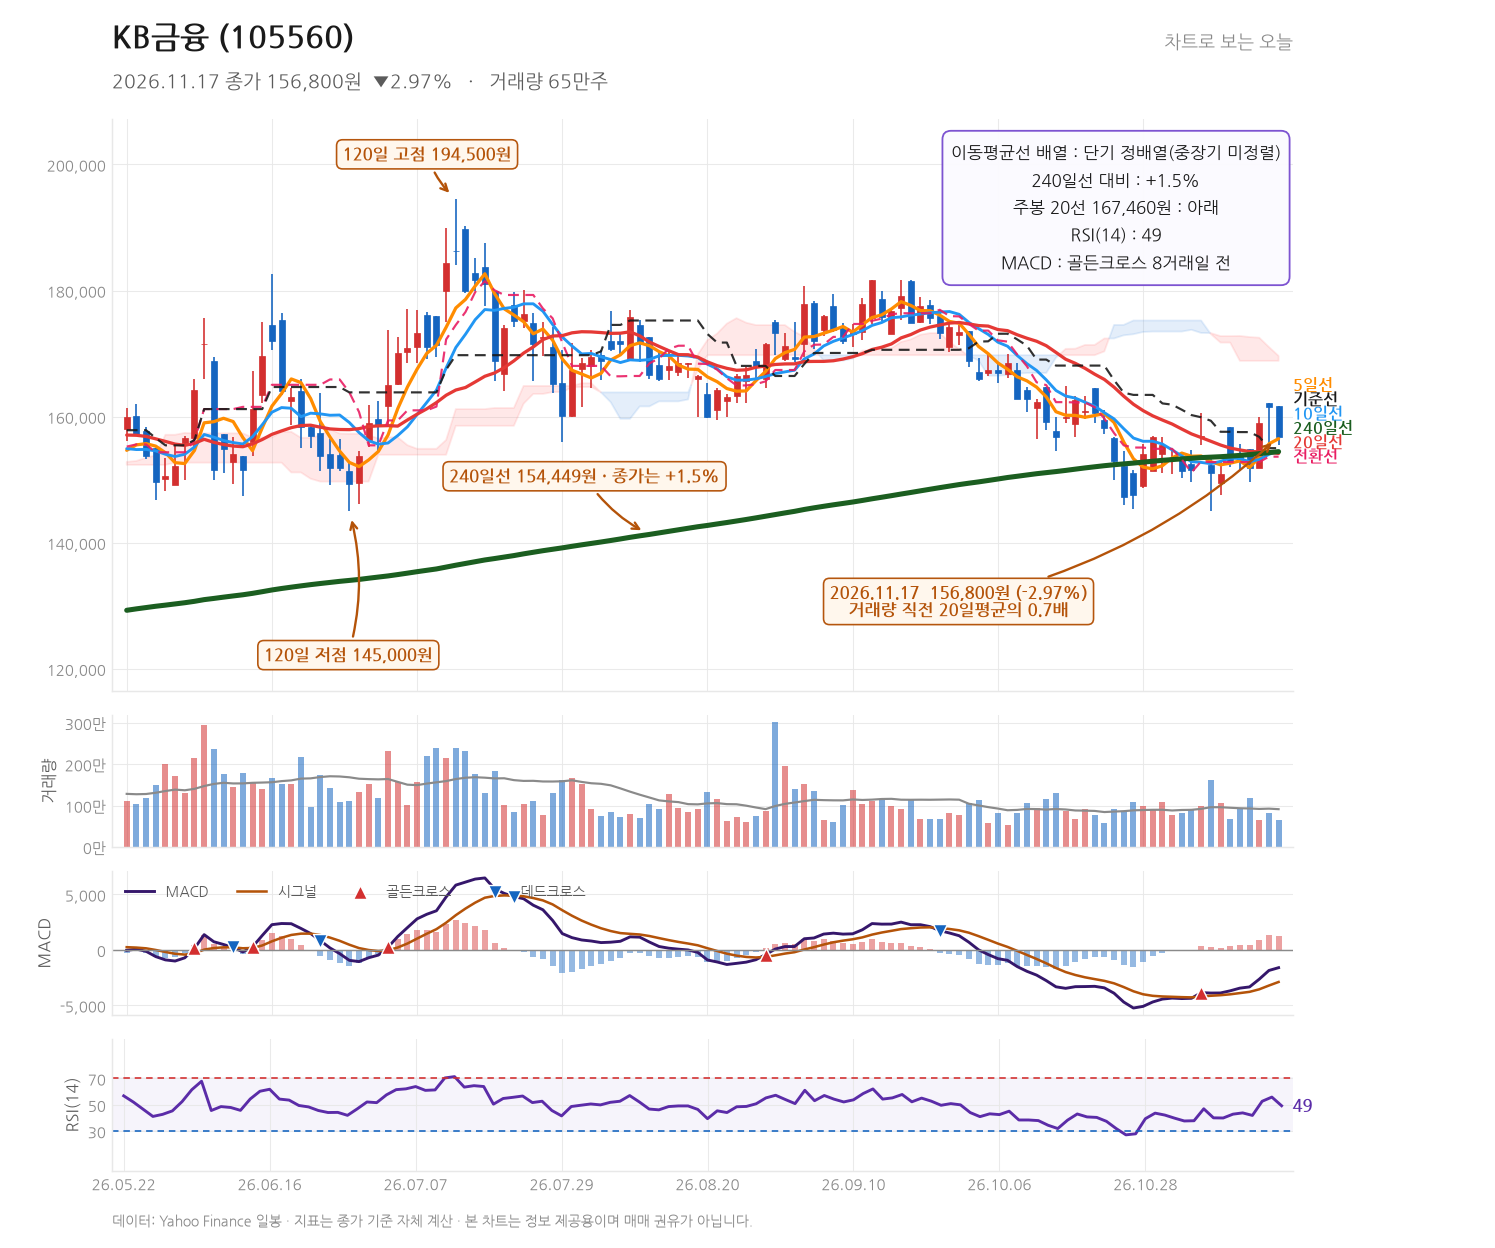 KB금융 (105560)
차트로 보는 오늘
2026.11.17 종가 156,800원 ▼2.97% · 거래량 65만주
120일 고점 194,500원
이동평균선 배열 : 단기 정배열(중장기 미정렬)
240일선 대비 : +1.5%
주봉 20선 167,460원 : 아래
RSI(14) : 49
MACD : 골든크로스 8거래일 전
200,000
180,000
160,000
140,000
120,000
5일선
기준선
10일선
240일선
20일선
전환선
240일선 154,449원 · 종가는 +1.5%
2026.11.17 156,800원 (-2.97%)
거래량 직전 20일평균의 0.7배
120일 저점 145,000원
거래량
300만
200만
100만
0만
MACD
MACD
시그널
골든크로스
데드크로스
5,000
0
-5,000
RSI(14)
70
50
30
49
26.05.22
26.06.16
26.07.07
26.07.29
26.08.20
26.09.10
26.10.06
26.10.28
데이터: Yahoo Finance 일봉 · 지표는 종가 기준 자체 계산 · 본 차트는 정보 제공용이며 매매 권유가 아닙니다.